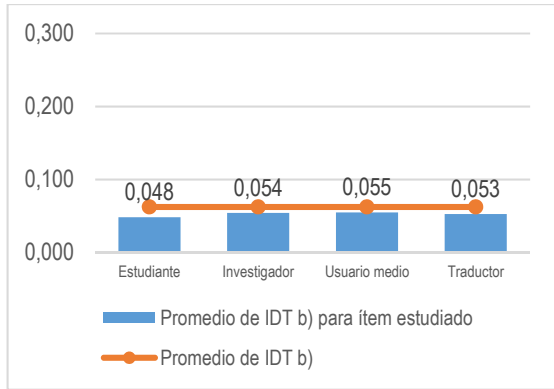 0,300
0,200
0,100
0,000
0,048 0,054 0,055 0,053
Estudiante Investigador Usuario medio Traductor
Promedio de IDT b) para ítem estudiado
Promedio de IDT b)